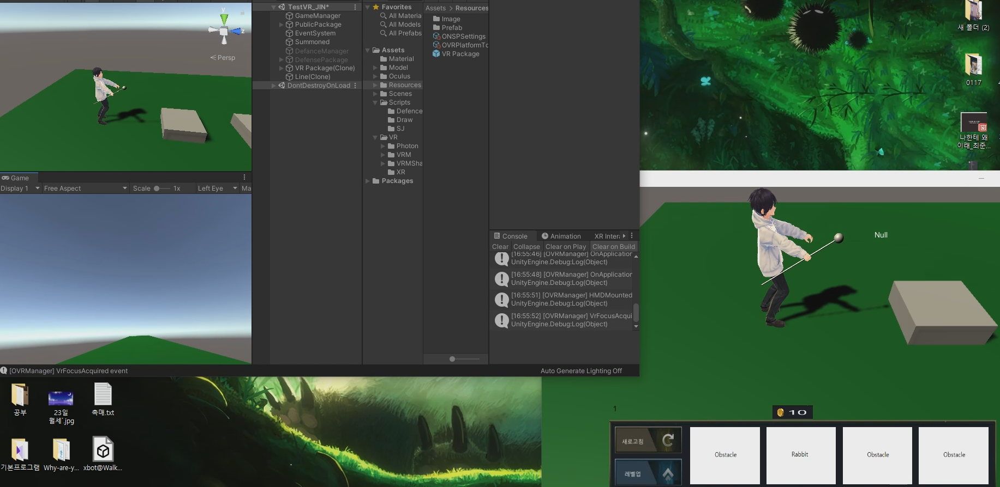 y
z
Persp
TestVR_JIN*
GameManager
PublicPackage
EventSystem
Summoned
DefanceManager
DefensePackage
VR Package(Clone)
Line(Clone)
DontDestroyOnLoad
Favorites
All Materia
All Models
All Prefabs
Assets
Material
Model
Oculus
Resources
Scenes
Scripts
Defence
Draw
SJ
VR
Photon
VRM
VRMSha
XR
Packages
Assets > Resources
Image
Prefab
ONSPSettings
OVRPlatformTo
VR Package
Game
Display 1
Free Aspect
Scale
1x
Left Eye
Ma
Console
Animation
XR Intera
Clear
Collapse
Clear on Play
Clear on Build
[16:55:46] [OVRManager] OnApplication
UnityEngine.Debug:Log(Object)
[16:55:48] [OVRManager] OnApplication
UnityEngine.Debug:Log(Object)
[16:55:51] [OVRManager] HMDMounted
UnityEngine.Debug:Log(Object)
[16:55:52] [OVRManager] VrFocusAcqui
UnityEngine.Debug:Log(Object)
[OVRManager] VrFocusAcquired event
Auto Generate Lighting Off
새 폴더 (2)
0117
나한테 왜
이래_최준...
Null
공부
23일
월세`.jpg
촉매.txt
기본프로그램
Why-are-y...
xbot@Walk...
1
10
새로고침
레벨업
Obstacle
Rabbit
Obstacle
Obstacle